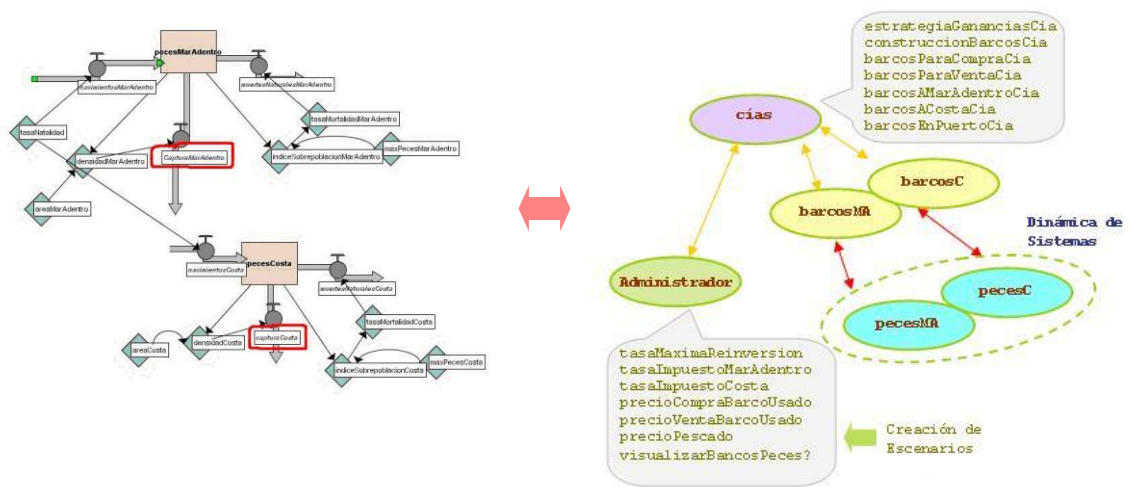 pecesMarAdentro
nacimientosMarAdentro
muertesNaturalesMarAdentro
tasaNatalidad
tasaMortalidadMarAdentro
densidadMarAdentro
CapturaMarAdentro
indiceSobrepoblacionMarAdentro
maxPecesMarAdentro
areaMarAdentro
nacimientosCosta
pecesCosta
muertesNaturalesCosta
tasaMortalidadCosta
areaCosta
densidadCosta
capturaCosta
indiceSobrepoblacionCosta
maxPecesCosta
estrategiaGananciasCia
construccionBarcosCia
barcosParaCompraCia
barcosParaVentaCia
barcosAMarAdentroCia
barcosACostaCia
barcosEnPuertoCia
cías
barcosC
barcosMA
Dinámica de
Sistemas
Administrador
pecesC
pecesMA
tasaMaximaReinversion
tasaImpuestoMarAdentro
tasaImpuestoCosta
precioCompraBarcoUsado
precioVentaBarcoUsado
precioPescado
visualizarBancosPeces?
Creación de
Escenarios